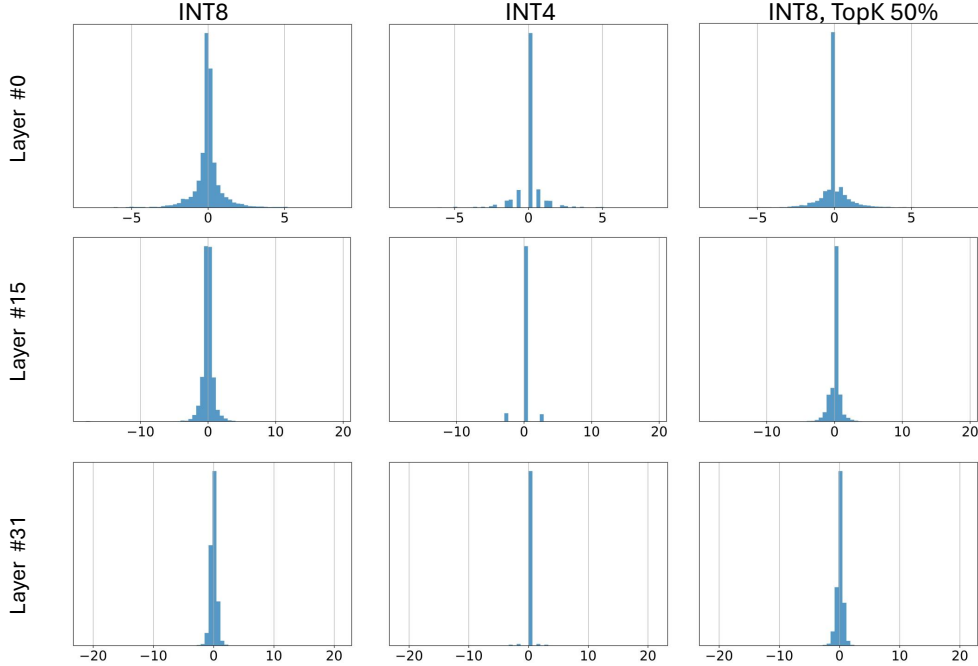 INT8 INT4 INT8, TopK 50%
Layer #0
−5 0 5 −5 0 5 −5 0 5
Layer #15
−10 0 10 20 −10 0 10 20 −10 0 10 20
Layer #31
−20 −10 0 10 20 −20 −10 0 10 20 −20 −10 0 10 20